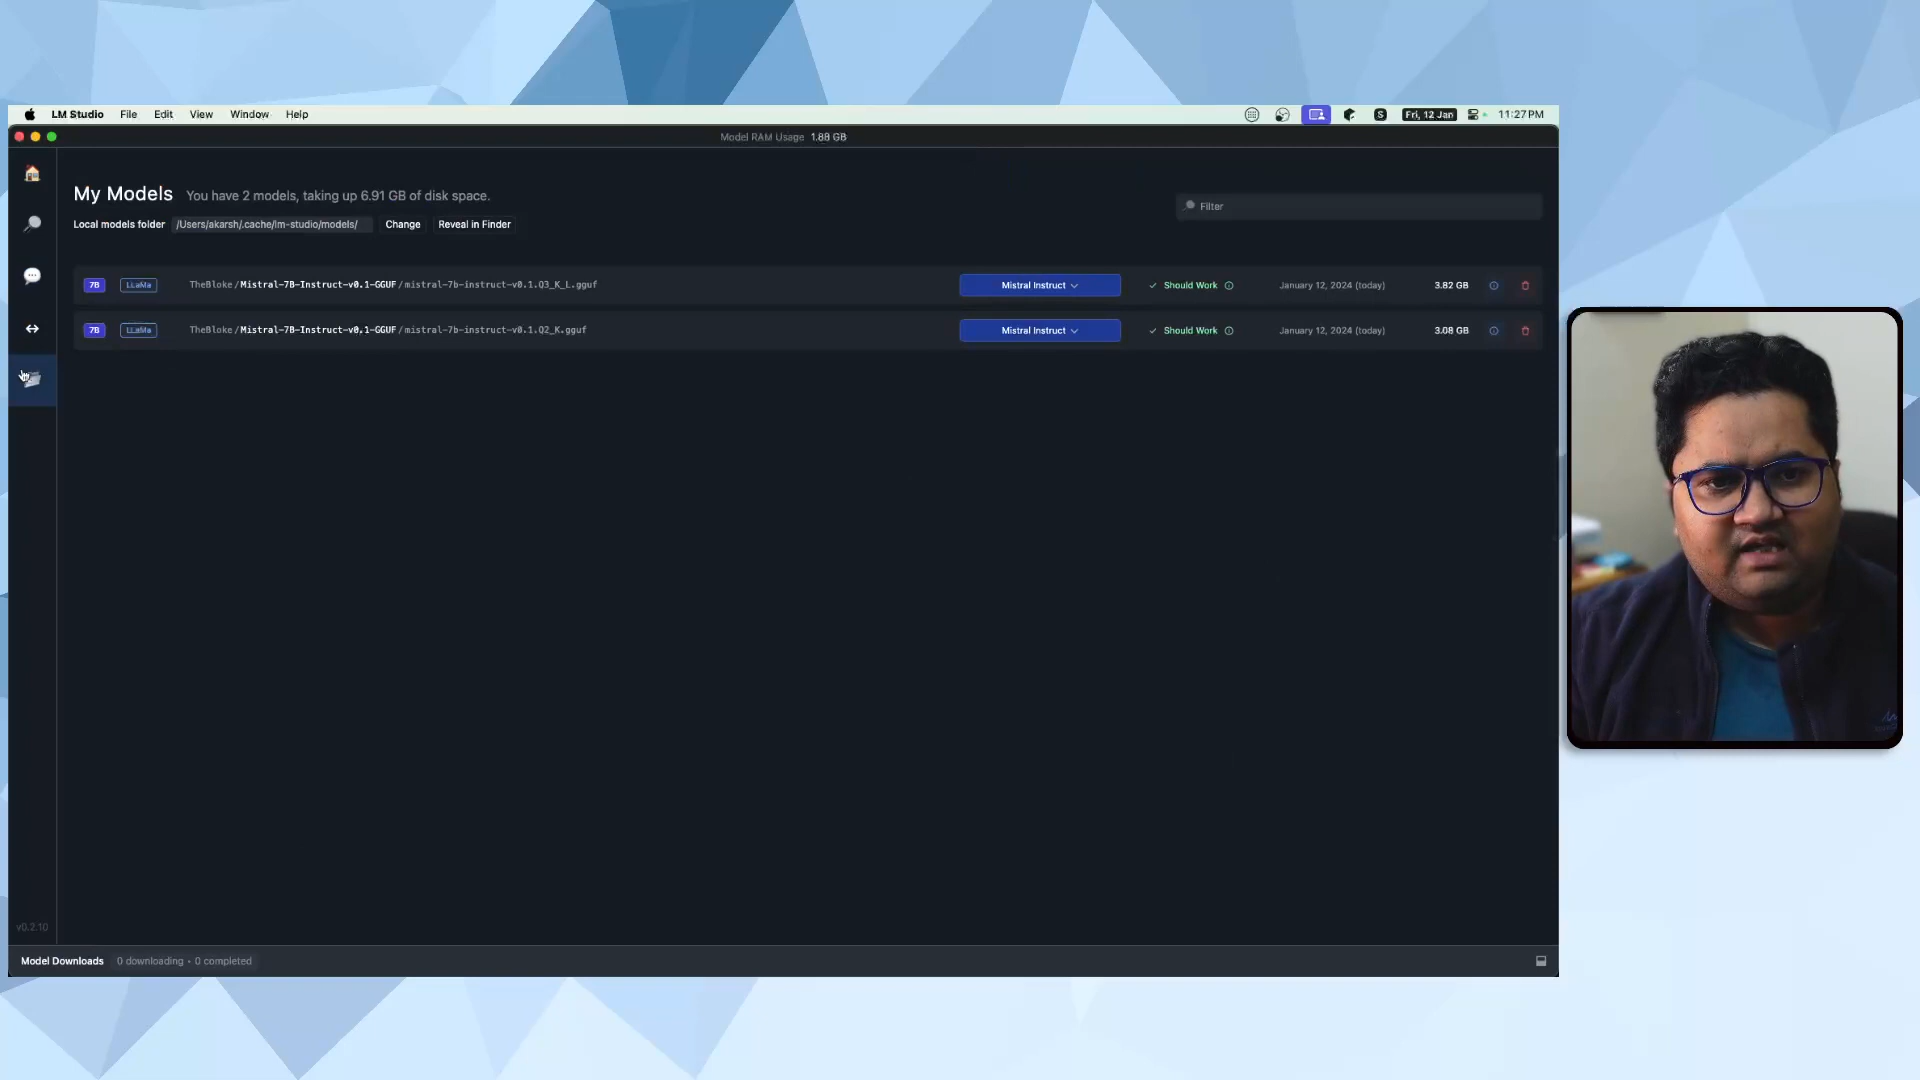 LM Studio File Edit View Window Help Fri, 12 Jan 11:27 PM
Model RAM Usage 1.88 GB
My Models You have 2 models, taking up 6.91 GB of disk space.
Filter
Local models folder /Users/akarsh/.cache/lm-studio/models/ Change Reveal in Finder
7B LLaMa TheBloke/Mistral-7B-Instruct-v0.1-GGUF/mistral-7b-instruct-v0.1.Q3_K_L.gguf Mistral Instruct Should Work January 12, 2024 (today) 3.82 GB
7B LLaMa TheBloke/Mistral-7B-Instruct-v0.1-GGUF/mistral-7b-instruct-v0.1.Q2_K.gguf Mistral Instruct Should Work January 12, 2024 (today) 3.08 GB
v0.2.10
Model Downloads 0 downloading • 0 completed